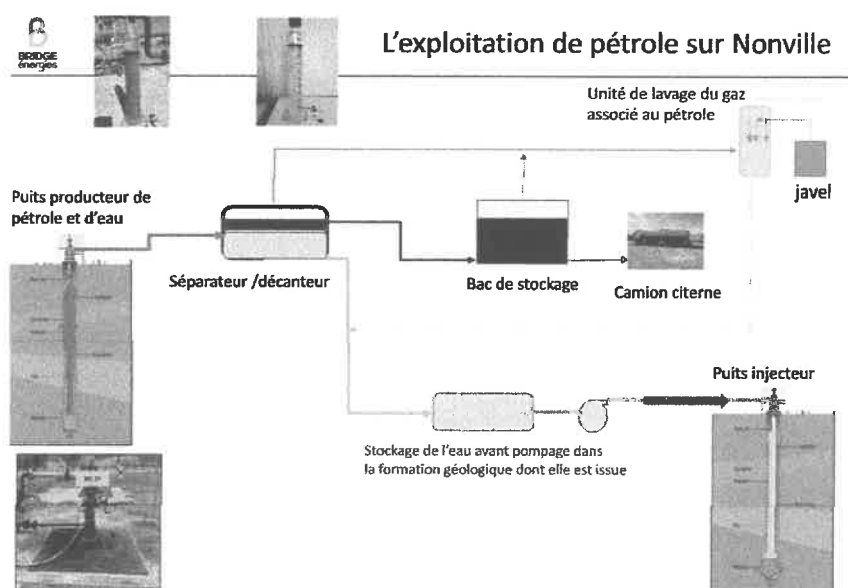 BRIDGE
énergies
L'exploitation de pétrole sur Nonville
Unité de lavage du gaz
associé au pétrole
javel
Puits producteur de
pétrole et d'eau
Séparateur /décanteur
Bac de stockage
Camion citerne
Puits injecteur
Stockage de l'eau avant pompage dans
la formation géologique dont elle est issue